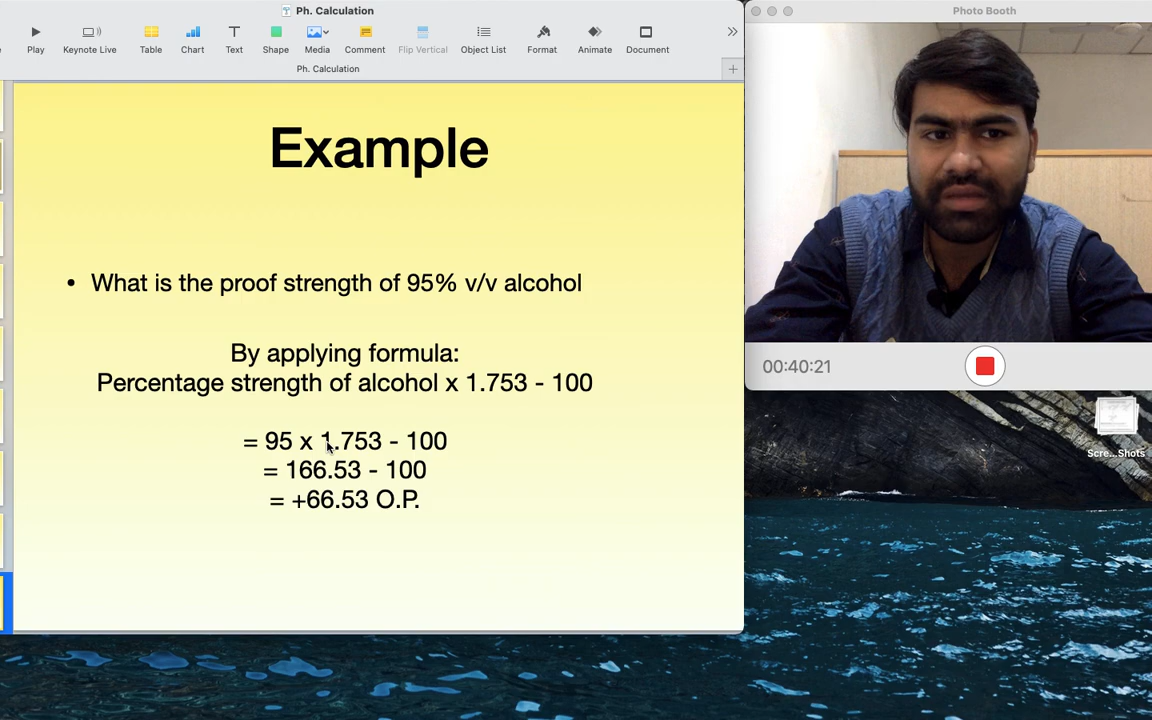 Ph. Calculation
Play
Keynote Live
Table
Chart
Text
Shape
Media
Comment
Flip Vertical
Object List
Format
Animate
Document
Ph. Calculation
Example
• What is the proof strength of 95% v/v alcohol
By applying formula:
Percentage strength of alcohol x 1.753 - 100
= 95 x 1.753 - 100
= 166.53 - 100
= +66.53 O.P.
Photo Booth
00:40:21
Scre...Shots